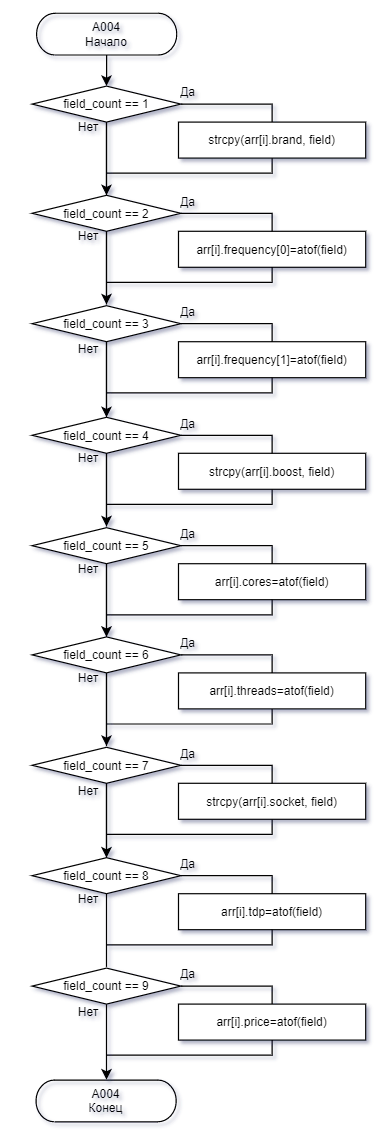 A004
Начало
field_count == 1
Да
Нет
strcpy(arr[i].brand, field)
field_count == 2
Да
Нет
arr[i].frequency[0]=atof(field)
field_count == 3
Да
Нет
arr[i].frequency[1]=atof(field)
field_count == 4
Да
Нет
strcpy(arr[i].boost, field)
field_count == 5
Да
Нет
arr[i].cores=atof(field)
field_count == 6
Да
Нет
arr[i].threads=atof(field)
field_count == 7
Да
Нет
strcpy(arr[i].socket, field)
field_count == 8
Да
Нет
arr[i].tdp=atof(field)
field_count == 9
Да
Нет
arr[i].price=atof(field)
A004
Конец